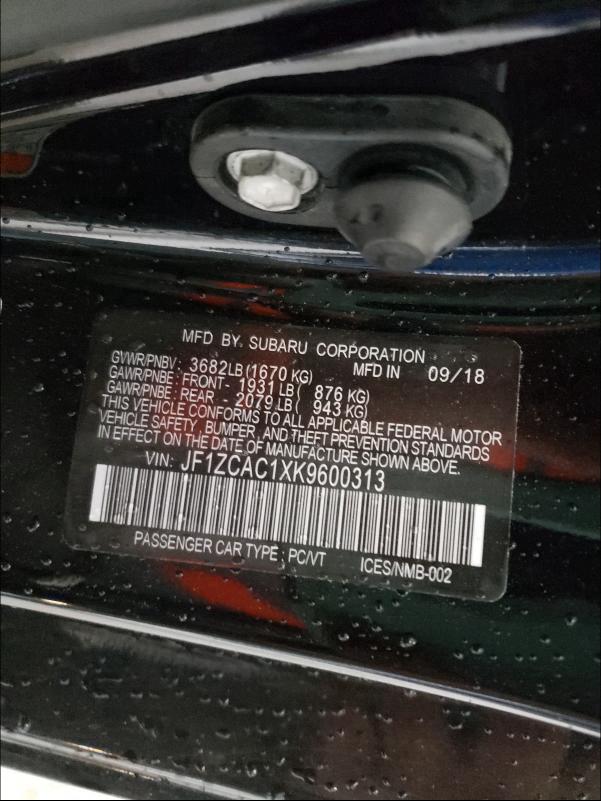 MFD BY. SUBARU CORPORATION
GVWR/PNBV : 3682LB(1670 KG) MFD IN 09/18
GAWR/PNBE : FRONT - 1931 LB( 876 KG)
GAWR/PNBE : REAR - 2079 LB( 943 KG)
THIS VEHICLE CONFORMS TO ALL APPLICABLE FEDERAL MOTOR
VEHICLE SAFETY, BUMPER, AND THEFT PREVENTION STANDARDS
IN EFFECT ON THE DATE OF MANUFACTURE SHOWN ABOVE.
VIN: JF1ZCAC1XK9600313
PASSENGER CAR TYPE : PC/VT ICES/NMB-002